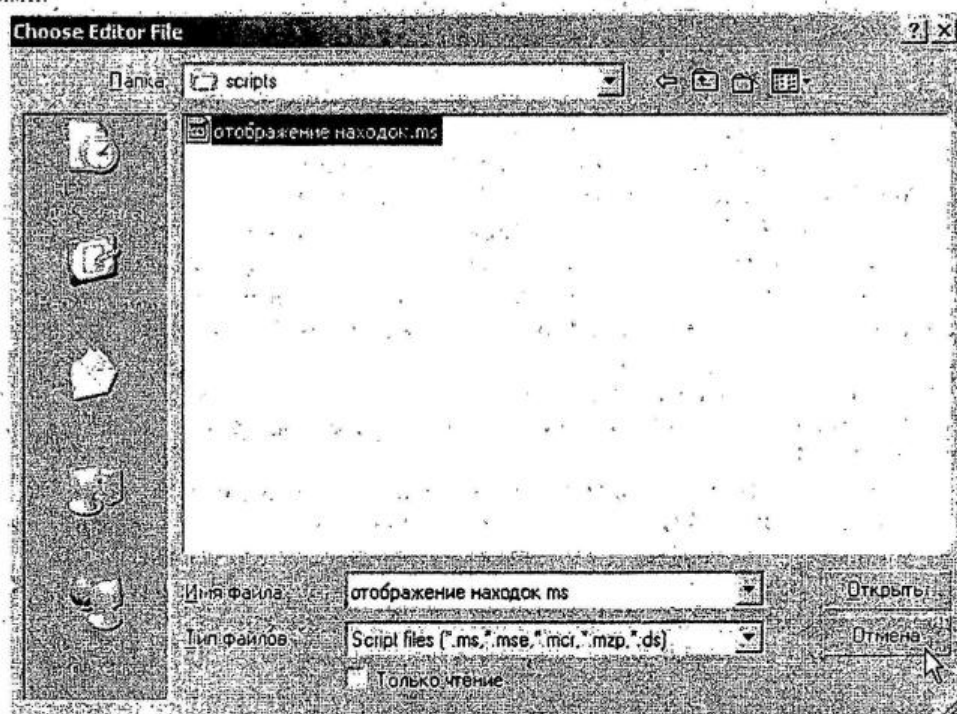 Choose Editor File
Папка:
scripts
отображение находок.ms
Имя файла:
отображение находок ms
Открыть
Тип файлов
Script files (*.ms,*.mse,*.mcr,*.mzp,*.ds)
Отмена
Только чтение